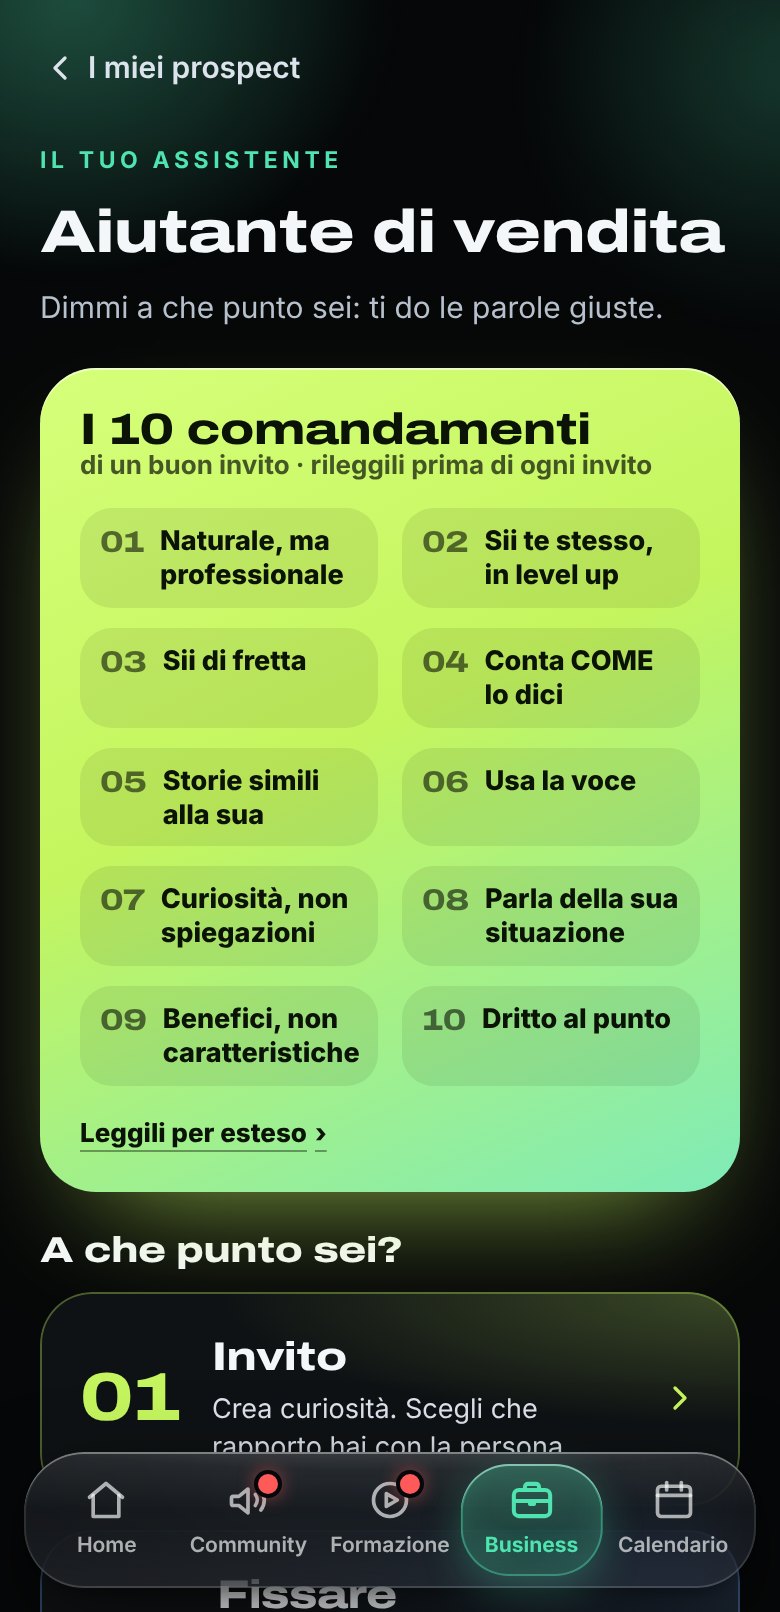 I miei prospect
IL TUO ASSISTENTE
Aiutante di vendita
Dimmi a che punto sei: ti do le parole giuste.
I 10 comandamenti
di un buon invito · rileggili prima di ogni invito
01 Naturale, ma
professionale
02 Sii te stesso,
in level up
03 Sii di fretta
04 Conta COME
lo dici
05 Storie simili
alla sua
06 Usa la voce
07 Curiosità, non
spiegazioni
08 Parla della sua
situazione
09 Benefici, non
caratteristiche
10 Dritto al punto
Leggili per esteso ›
A che punto sei?
01
Invito
Crea curiosità. Scegli che
rapporto hai con la persona
Home
Community
Formazione
Business
Calendario
Fissare